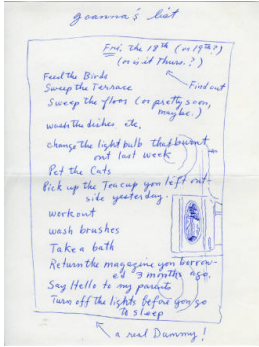 Joanna's list
Fri, the 18th (or 19th?)
(or is it Thurs.?)
Find out
Feed the Birds
Sweep the Terrace
Sweep the floor (or pretty soon,
maybe.)
wash the dishes etc.
change the light bulb that burnt
out last week
Pet the Cats
Pick up the Teacup you left out-
side yesterday.
workout
wash brushes
Take a bath
Return the magazine you borrow-
ed 3 months ago.
Say Hello to my parents
Turn off the lights before you go
to sleep
a real Dummy!